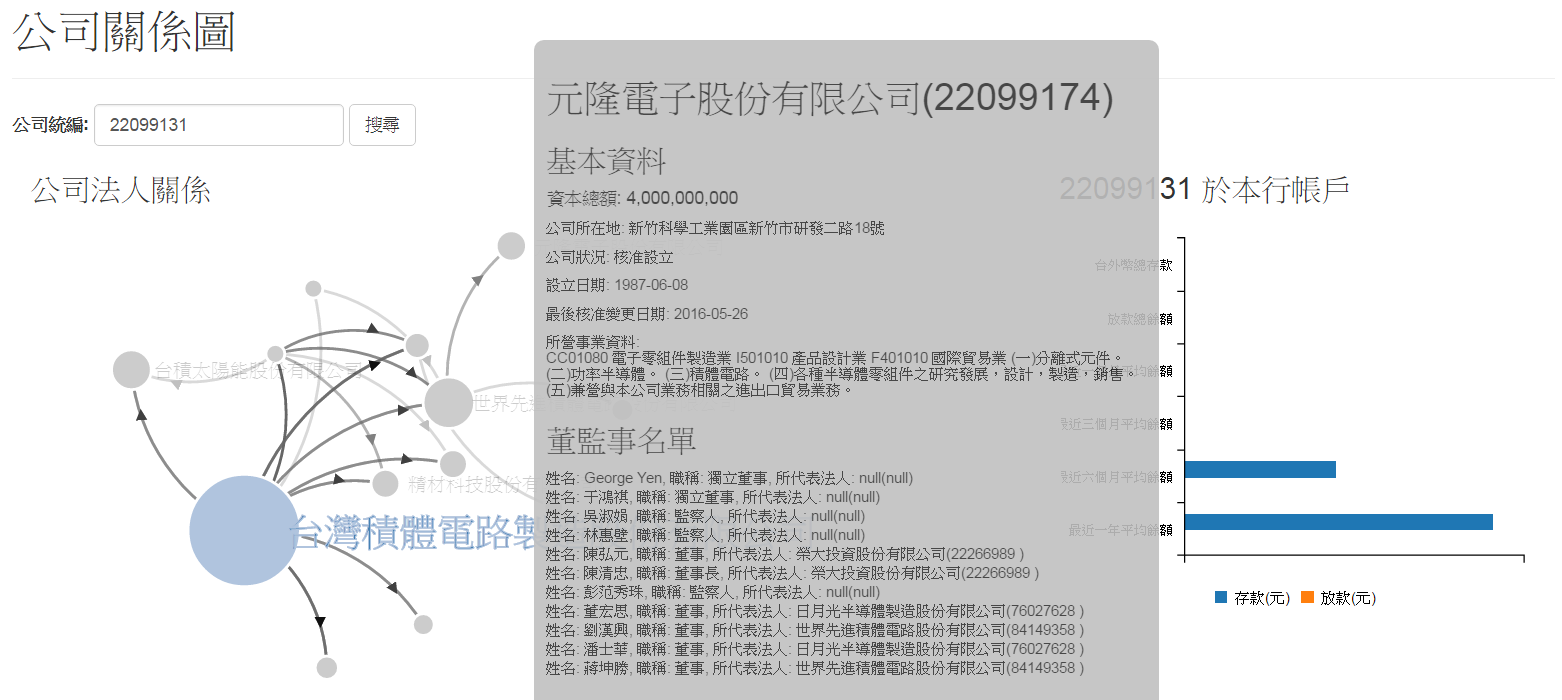 公司關係圖
公司統編: 22099131 搜尋
公司法人關係
台積太陽能股份有限公司
世界先進
精材科技股份有
台灣積體電路製
元隆電子股份有限公司(22099174)
基本資料
資本總額: 4,000,000,000
公司所在地: 新竹科學工業園區新竹市研發二路18號
公司狀況: 核准設立
設立日期: 1987-06-08
最後核准變更日期: 2016-05-26
所營事業資料:
CC01080 電子零組件製造業 I501010 產品設計業 F401010 國際貿易業 (一)分離式元件。
(二)功率半導體。 (三)積體電路。 (四)各種半導體零組件之研究發展，設計，製造，銷售。
(五)兼營與本公司業務相關之進出口貿易業務。
董監事名單
姓名: George Yen, 職稱: 獨立董事, 所代表法人: null(null)
姓名: 于鴻祺, 職稱: 獨立董事, 所代表法人: null(null)
姓名: 吳淑娟, 職稱: 監察人, 所代表法人: null(null)
姓名: 林惠壁, 職稱: 監察人, 所代表法人: null(null)
姓名: 陳弘元, 職稱: 董事, 所代表法人: 榮大投資股份有限公司(22266989 )
姓名: 陳清忠, 職稱: 董事長, 所代表法人: 榮大投資股份有限公司(22266989 )
姓名: 彭范秀珠, 職稱: 監察人, 所代表法人: null(null)
姓名: 董宏思, 職稱: 董事, 所代表法人: 日月光半導體製造股份有限公司(76027628 )
姓名: 劉漢興, 職稱: 董事, 所代表法人: 世界先進積體電路股份有限公司(84149358 )
姓名: 潘士華, 職稱: 董事, 所代表法人: 日月光半導體製造股份有限公司(76027628 )
姓名: 蔣坤勝, 職稱: 董事, 所代表法人: 世界先進積體電路股份有限公司(84149358 )
22099131 於本行帳戶
台外幣總存款
放款總餘額
平均餘額
最近三個月平均餘額
最近六個月平均餘額
最近一年平均餘額
存款(元) 放款(元)